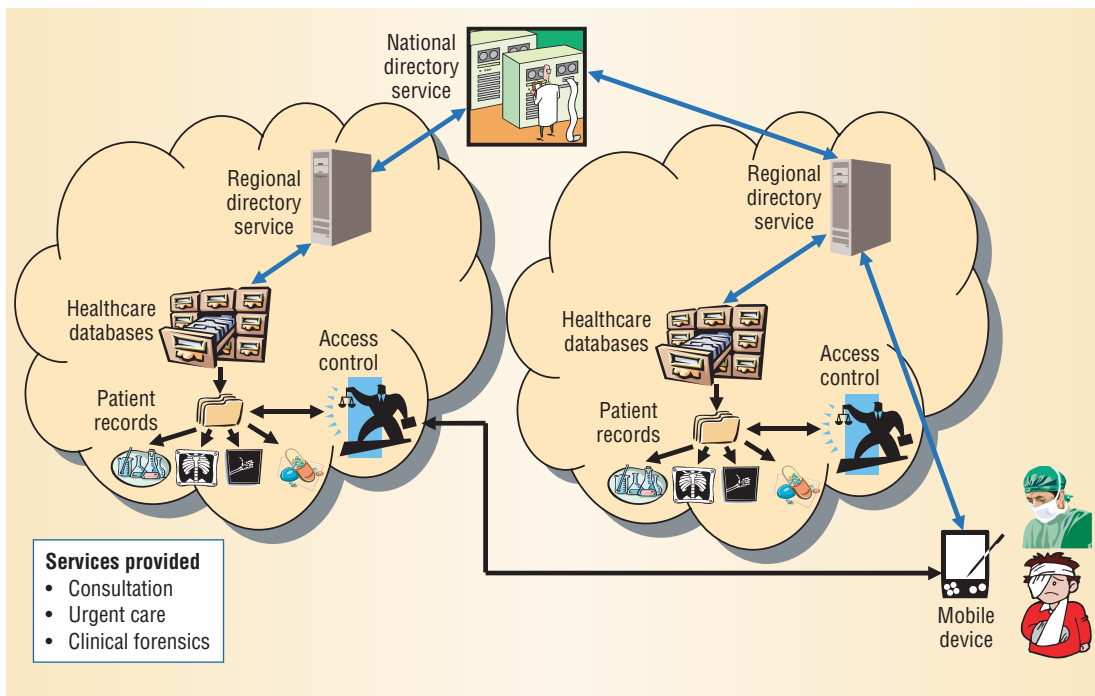 National
directory
service
Regional
directory
service
Healthcare
databases
Access
control
Patient
records
Regional
directory
service
Healthcare
databases
Access
control
Patient
records
Services provided
• Consultation
• Urgent care
• Clinical forensics
Mobile
device